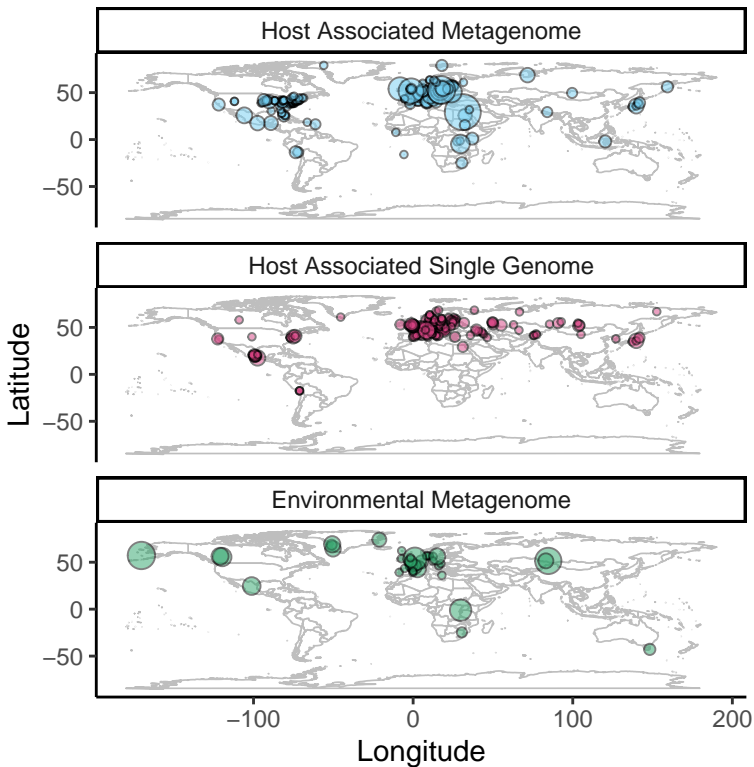 Host Associated Metagenome
50
0
−50
Host Associated Single Genome
50
0
−50
Latitude
Environmental Metagenome
50
0
−50
−100 0 100 200
Longitude